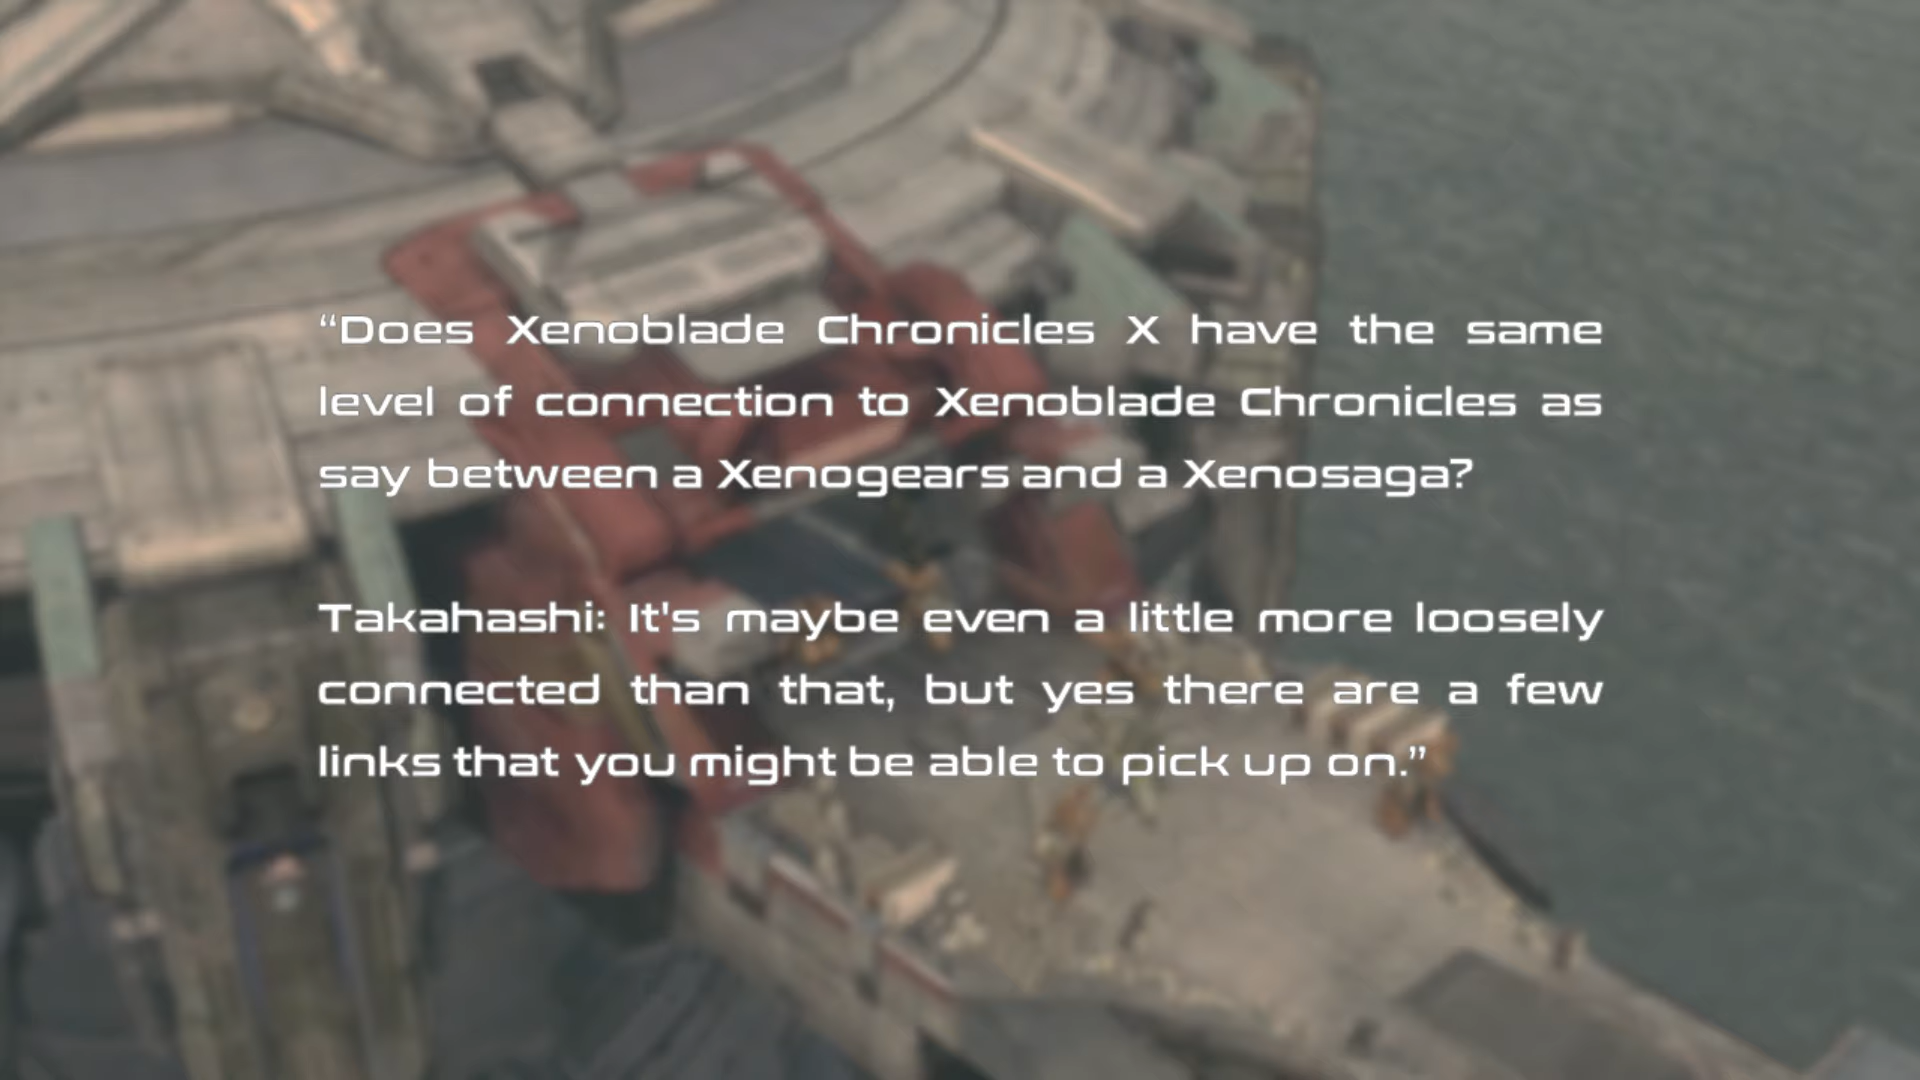 “Does Xenoblade Chronicles X have the same
level of connection to Xenoblade Chronicles as
say between a Xenogears and a Xenosaga?
Takahashi: It's maybe even a little more loosely
connected than that, but yes there are a few
links that you might be able to pick up on.”